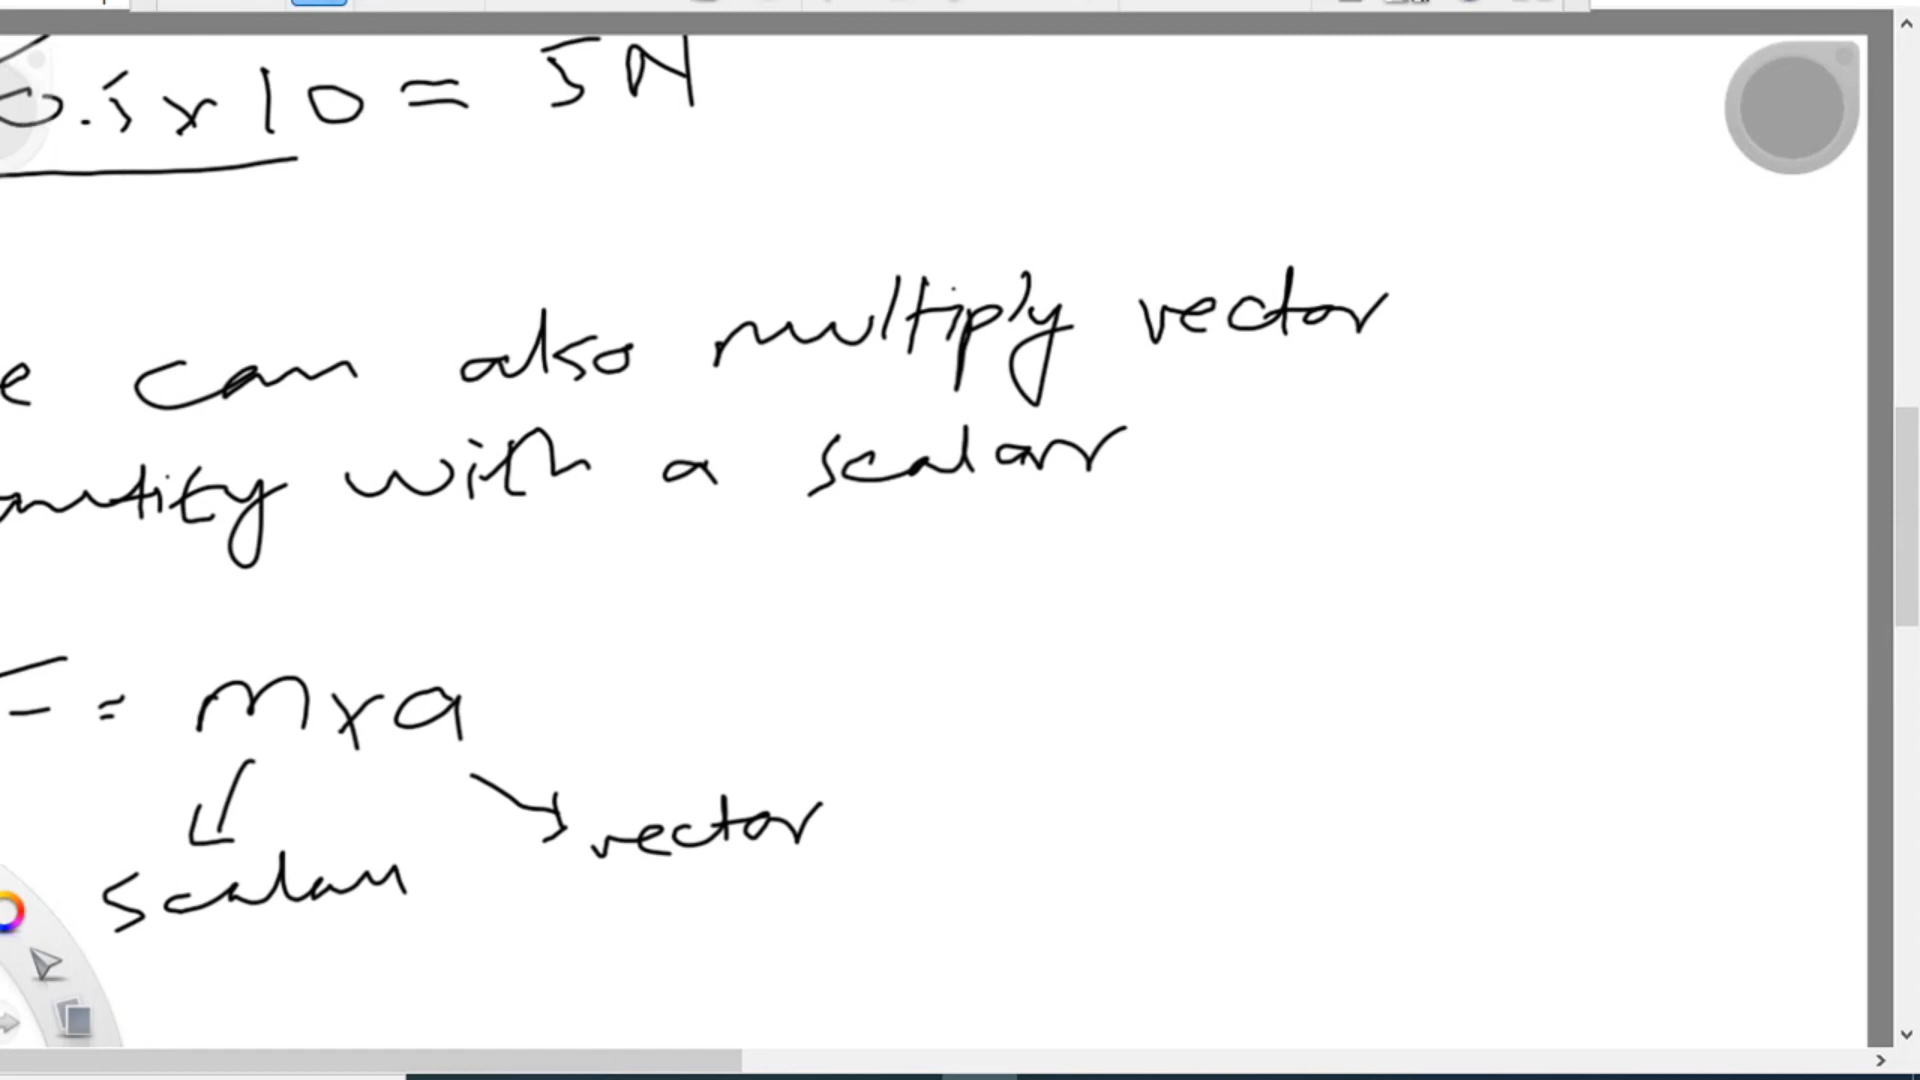 0.5 x 10 = 5N
e can also multiply vector
antity with a scalar
F = m x a
scalar
vector